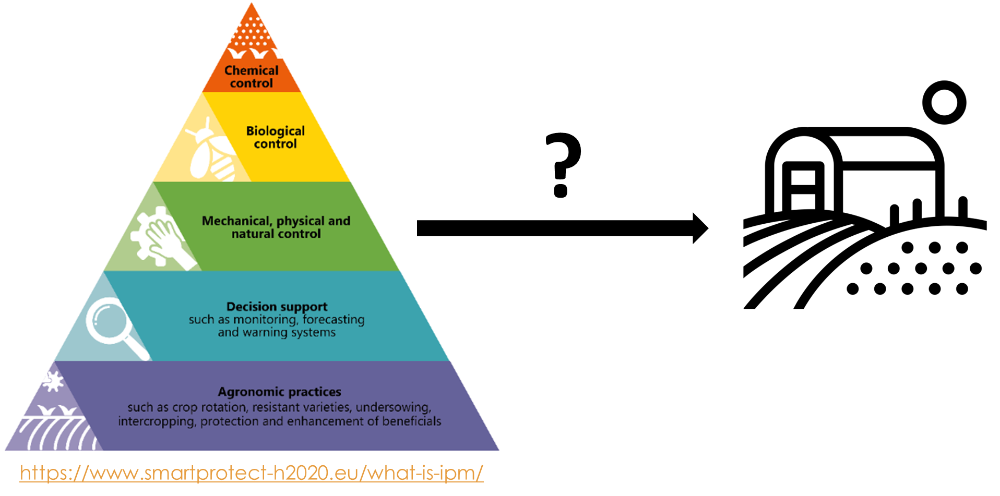 Chemical
control
Biological
control
?
Mechanical, physical and
natural control
Decision support
such as monitoring, forecasting
and warning systems
Agronomic practices
such as crop rotation, resistant varieties, undersowing,
intercropping, protection and enhancement of beneficials
https://www.smartprotect-h2020.eu/what-is-ipm/